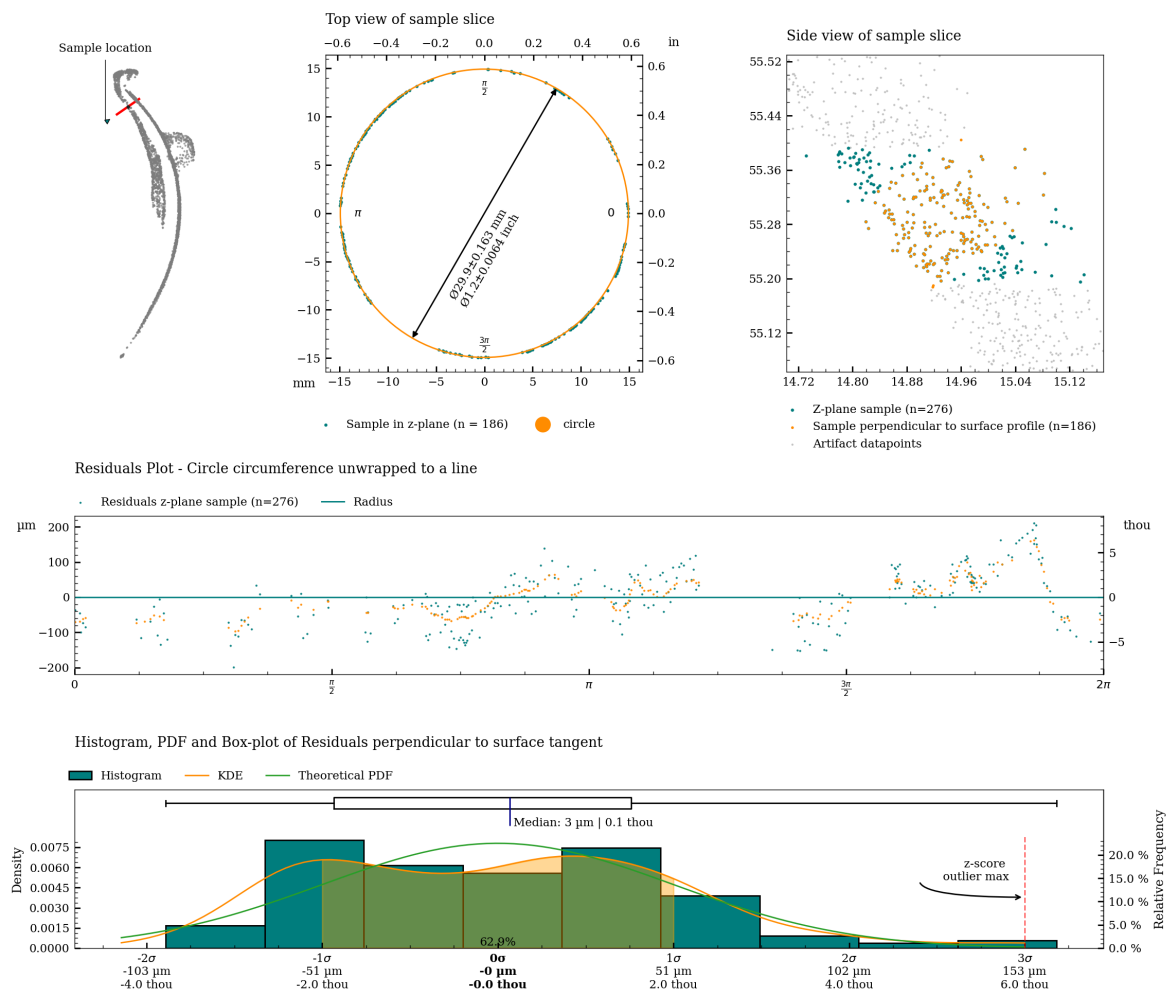 Sample location
Top view of sample slice
−0.6 −0.4 −0.2 0.0 0.2 0.4 0.6 in
15
10
5
0
−5
−10
−15
0.6
0.4
0.2
0.0
−0.2
−0.4
−0.6
π/2
π
0
3π/2
Ø29.9±0.163 mm
Ø1.2±0.0064 inch
mm −15 −10 −5 0 5 10 15
Sample in z-plane (n = 186) circle
Side view of sample slice
55.52
55.44
55.36
55.28
55.20
55.12
14.72 14.80 14.88 14.96 15.04 15.12
Z-plane sample (n=276)
Sample perpendicular to surface profile (n=186)
Artifact datapoints
Residuals Plot - Circle circumference unwrapped to a line
Residuals z-plane sample (n=276) Radius
µm thou
200
100
0
−100
−200
5
0
−5
0 π/2 π 3π/2 2π
Histogram, PDF and Box-plot of Residuals perpendicular to surface tangent
Histogram KDE Theoretical PDF
Median: 3 µm | 0.1 thou
Density
0.0075
0.0060
0.0045
0.0030
0.0015
0.0000
z-score
outlier max
62.9%
Relative Frequency
20.0 %
15.0 %
10.0 %
5.0 %
0.0 %
-2σ -1σ 0σ 1σ 2σ 3σ
-103 µm -51 µm -0 µm 51 µm 102 µm 153 µm
-4.0 thou -2.0 thou -0.0 thou 2.0 thou 4.0 thou 6.0 thou